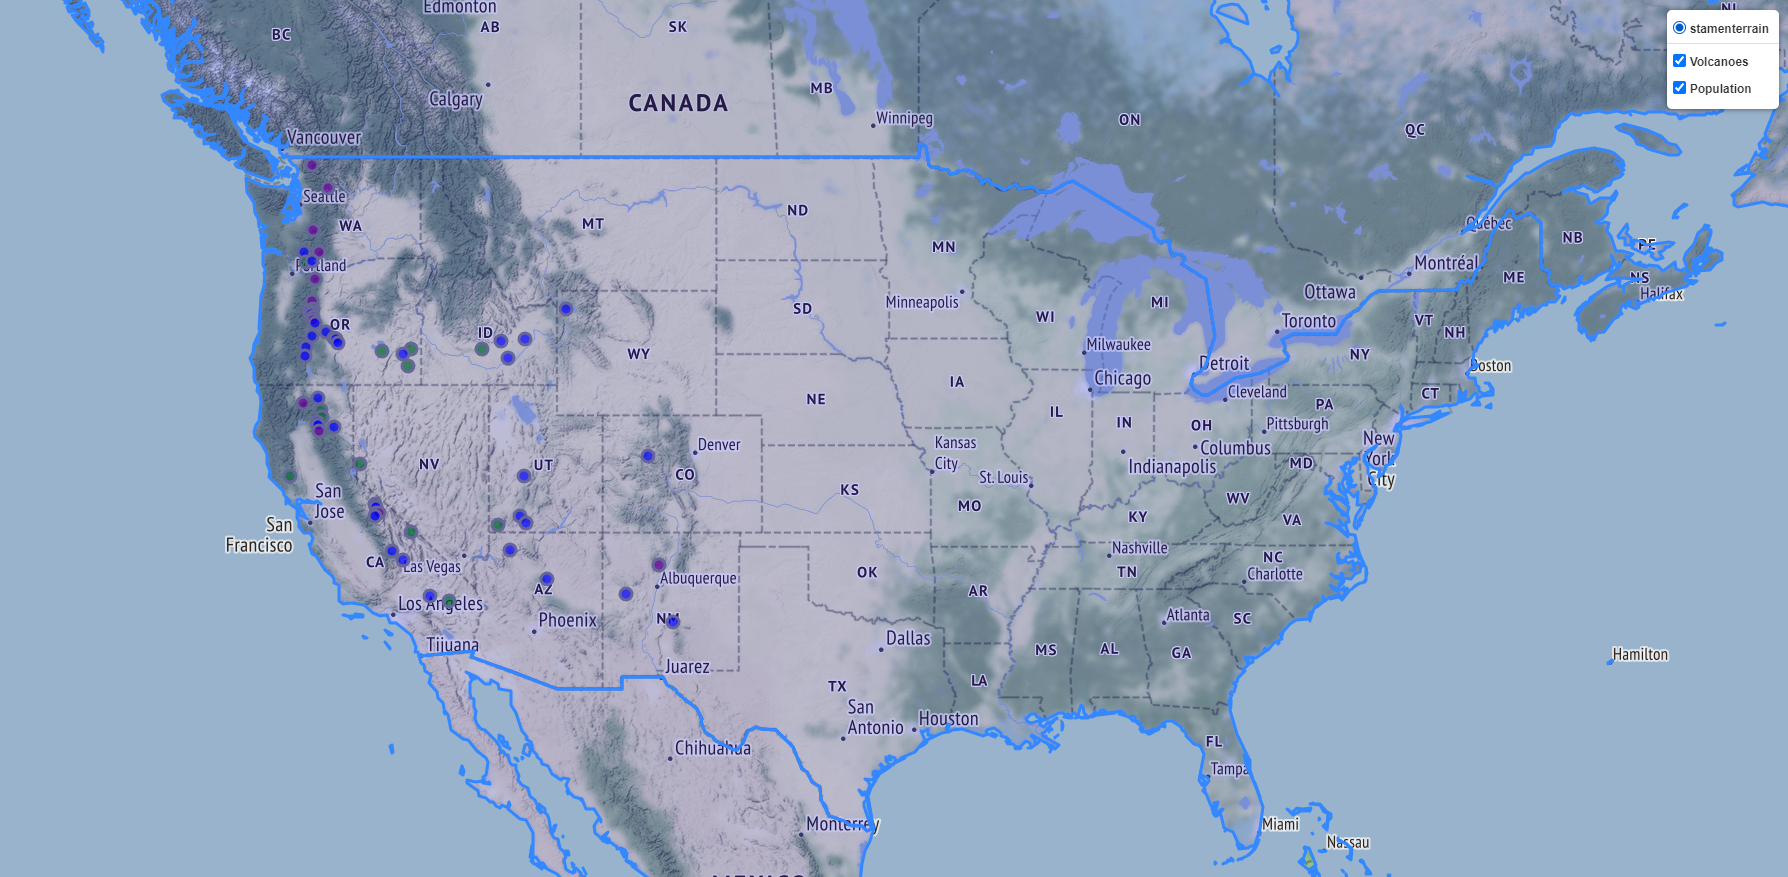 Edmonton
AB
SK
NL
BC
stamenterrain
Volcanoes
Population
Calgary
CANADA
MB
Winnipeg
ON
QC
Vancouver
Seattle
WA
MT
ND
MN
Québec
NB
PE
Portland
Minneapolis
Ottawa
Montréal
ME
NS
Halifax
OR
ID
SD
WI
MI
Toronto
VT
NH
WY
Milwaukee
Detroit
NY
Boston
NE
IA
Chicago
Cleveland
CT
PA
IL
IN
OH
Pittsburgh
NV
UT
Denver
CO
Kansas
City
St. Louis
Indianapolis
Columbus
MD
New
York
City
San
Jose
KS
MO
WV
VA
San
Francisco
KY
CA
Las Vegas
Albuquerque
OK
Nashville
TN
NC
Charlotte
AZ
AR
Los Angeles
Phoenix
NM
Atlanta
SC
Tijuana
Juarez
Dallas
MS
AL
GA
Hamilton
TX
LA
San
Antonio
Houston
Chihuahua
FL
Tampa
Monterrey
Miami
Nassau
MEXICO